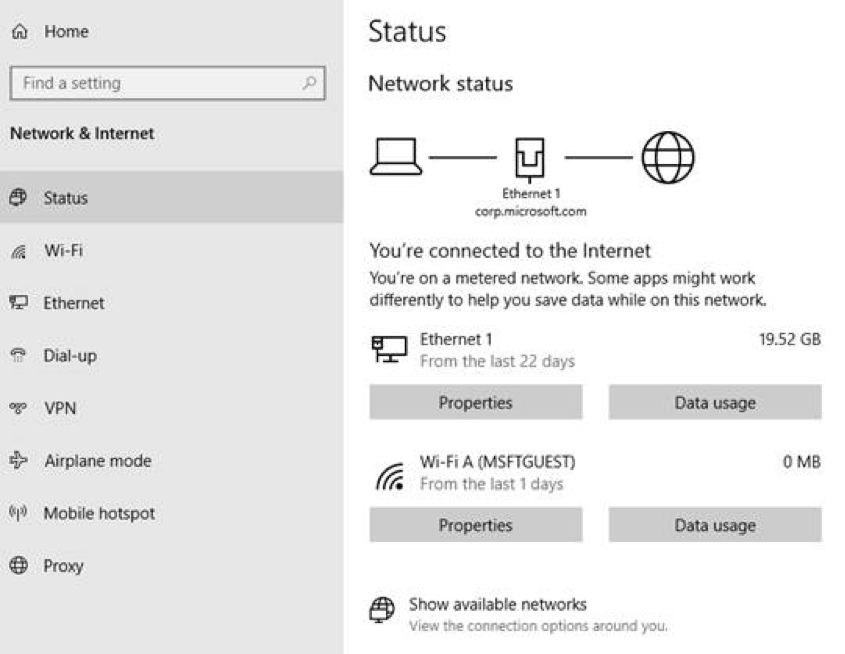 Home
Find a setting
Network & Internet
Status
Wi-Fi
Ethernet
Dial-up
VPN
Airplane mode
Mobile hotspot
Proxy
Status
Network status
Ethernet 1
corp.microsoft.com
You're connected to the Internet
You're on a metered network. Some apps might work
differently to help you save data while on this network.
Ethernet 1 19.52 GB
From the last 22 days
Properties Data usage
Wi-Fi A (MSFTGUEST) 0 MB
From the last 1 days
Properties Data usage
Show available networks
View the connection options around you.